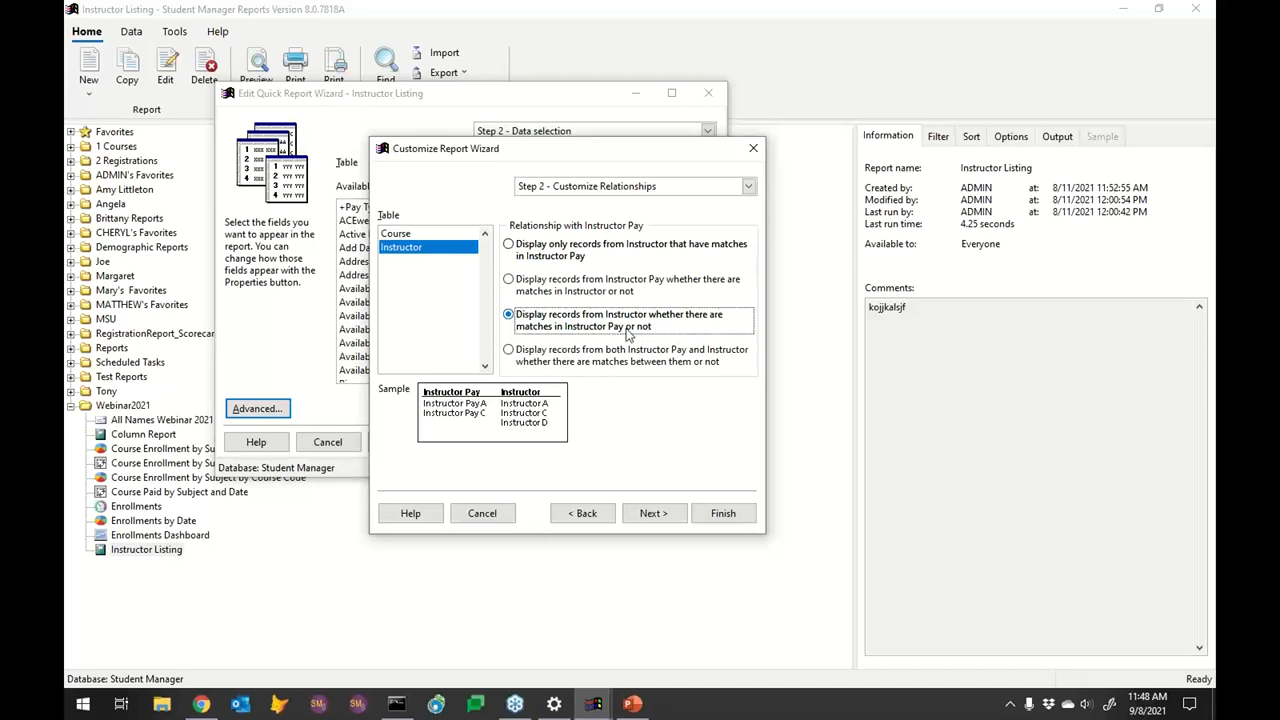 Instructor Listing - Student Manager Reports Version 8.0.7818A
Home Data Tools Help
New
Copy
Edit
Delete
Preview
Print
Print
Find
Import
Export
Report
Edit Quick Report Wizard - Instructor Listing
Step 2 - Data selection
Table
Availabl
+Pay Ty
ACEwe
Active
Add Da
Addres
Addres
Availab
Availab
Availab
Availab
Availab
Availab
Select the fields you
want to appear in the
report. You can
change how those
fields appear with the
Properties button.
Advanced...
Help Cancel
Database: Student Manager
Customize Report Wizard
Step 2 - Customize Relationships
Table
Course
Instructor
Relationship with Instructor Pay
Display only records from Instructor that have matches
in Instructor Pay
Display records from Instructor Pay whether there are
matches in Instructor or not
Display records from Instructor whether there are
matches in Instructor Pay or not
Display records from both Instructor Pay and Instructor
whether there are matches between them or not
Sample
Instructor Pay Instructor
Instructor Pay A Instructor A
Instructor Pay C Instructor C
Instructor D
Help Cancel < Back Next > Finish
Favorites
1 Courses
2 Registrations
ADMIN's Favorites
Amy Littleton
Angela
Brittany Reports
CHERYL's Favorites
Demographic Reports
Joe
Margaret
Mary's Favorites
MATTHEW's Favorites
MSU
RegistrationReport_Scorecar
Reports
Scheduled Tasks
Test Reports
Tony
Webinar2021
All Names Webinar 2021
Column Report
Course Enrollment by Su
Course Enrollment by Su
Course Enrollment by Subject by Course Code
Course Paid by Subject and Date
Enrollments
Enrollments by Date
Enrollments Dashboard
Instructor Listing
Information Filter Sort Options Output Sample
Report name: Instructor Listing
Created by: ADMIN at: 8/11/2021 11:52:55 AM
Modified by: ADMIN at: 8/11/2021 12:00:54 PM
Last run by: ADMIN at: 8/11/2021 12:00:42 PM
Last run time: 4.25 seconds
Available to: Everyone
Comments:
kojjkalsjf
Database: Student Manager
Ready
11:48 AM
9/8/2021